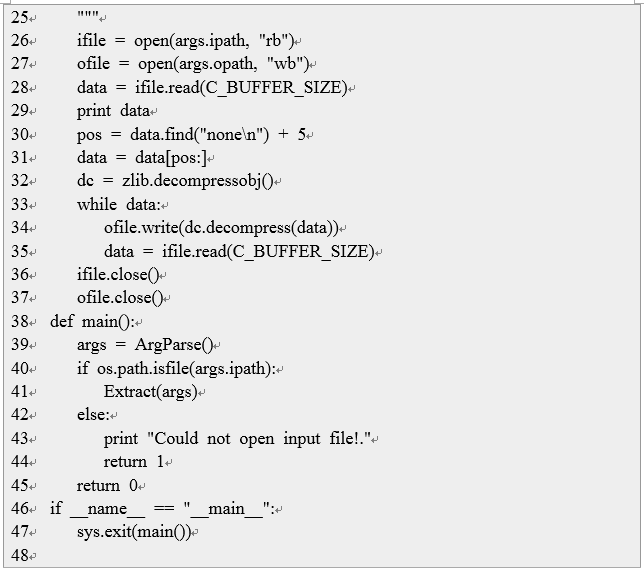 25↵ """↵
26↵ ifile = open(args.ipath, "rb")↵
27↵ ofile = open(args.opath, "wb")↵
28↵ data = ifile.read(C_BUFFER_SIZE)↵
29↵ print data↵
30↵ pos = data.find("none\n") + 5↵
31↵ data = data[pos:]↵
32↵ dc = zlib.decompressobj()↵
33↵ while data:↵
34↵ ofile.write(dc.decompress(data))↵
35↵ data = ifile.read(C_BUFFER_SIZE)↵
36↵ ifile.close()↵
37↵ ofile.close()↵
38↵ def main():↵
39↵ args = ArgParse()↵
40↵ if os.path.isfile(args.ipath):↵
41↵ Extract(args)↵
42↵ else:↵
43↵ print "Could not open input file!."↵
44↵ return 1↵
45↵ return 0↵
46↵ if __name__ == "__main__":↵
47↵ sys.exit(main())↵
48↵